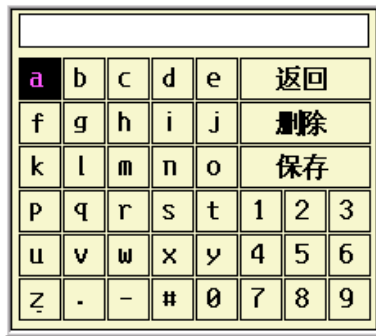 a b c d e 返回
f g h i j 删除
k l m n o 保存
p q r s t 1 2 3
u v w x y 4 5 6
z . - # 0 7 8 9